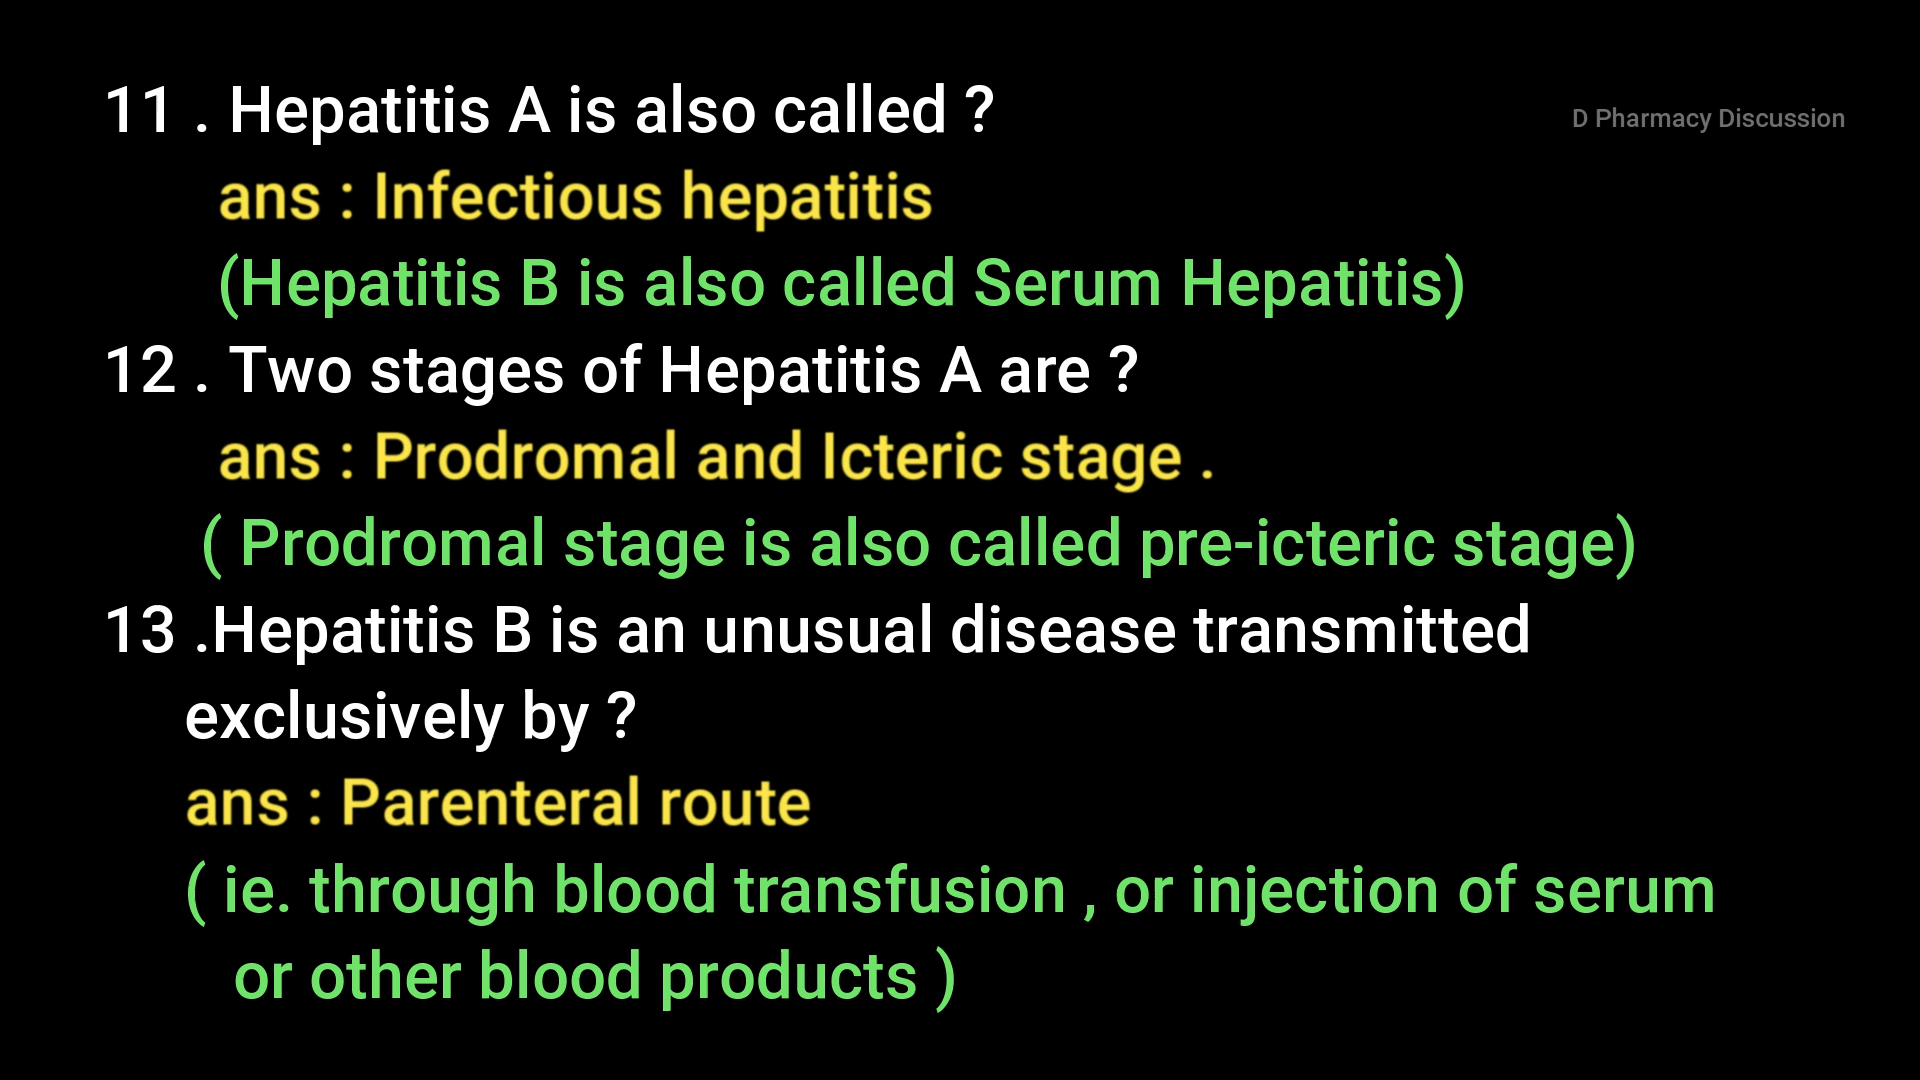 11 . Hepatitis A is also called ?
D Pharmacy Discussion
ans : Infectious hepatitis
(Hepatitis B is also called Serum Hepatitis)
12 . Two stages of Hepatitis A are ?
ans : Prodromal and Icteric stage .
( Prodromal stage is also called pre-icteric stage)
13 .Hepatitis B is an unusual disease transmitted
exclusively by ?
ans : Parenteral route
( ie. through blood transfusion , or injection of serum
or other blood products )